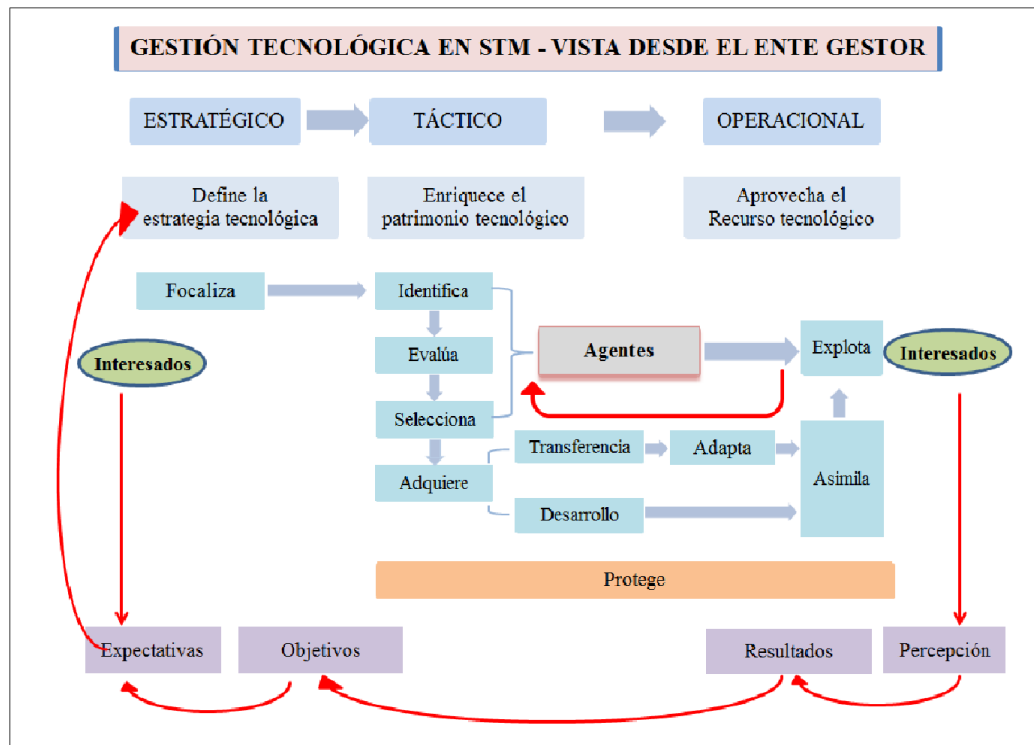 GESTIÓN TECNOLÓGICA EN STM - VISTA DESDE EL ENTE GESTOR
ESTRATÉGICO
TÁCTICO
OPERACIONAL
Define la
estrategia tecnológica
Enriquece el
patrimonio tecnológico
Aprovecha el
Recurso tecnológico
Focaliza
Identifica
Evalúa
Selecciona
Adquiere
Interesados
Agentes
Explota
Interesados
Transferencia
Adapta
Asimila
Desarrollo
Protege
Expectativas
Objetivos
Resultados
Percepción